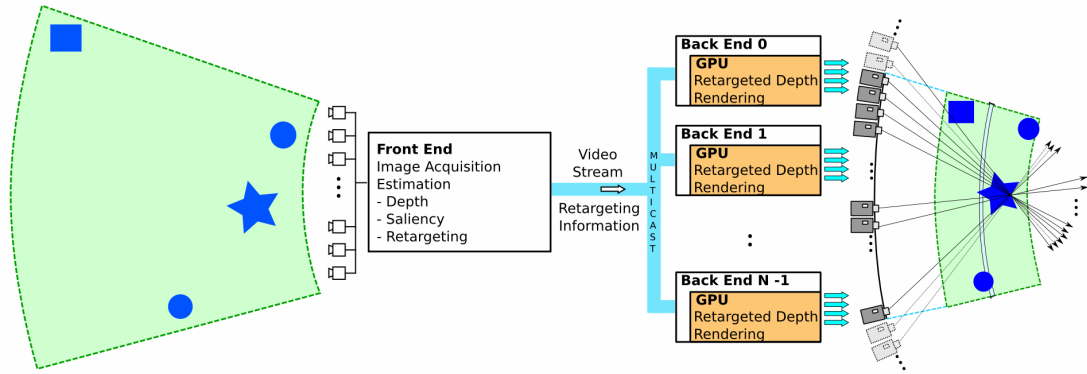 Front End
Image Acquisition
Estimation
- Depth
- Saliency
- Retargeting
Video
Stream
Retargeting
Information
MULTICAST
Back End 0
GPU
Retargeted Depth
Rendering
Back End 1
GPU
Retargeted Depth
Rendering
Back End N -1
GPU
Retargeted Depth
Rendering